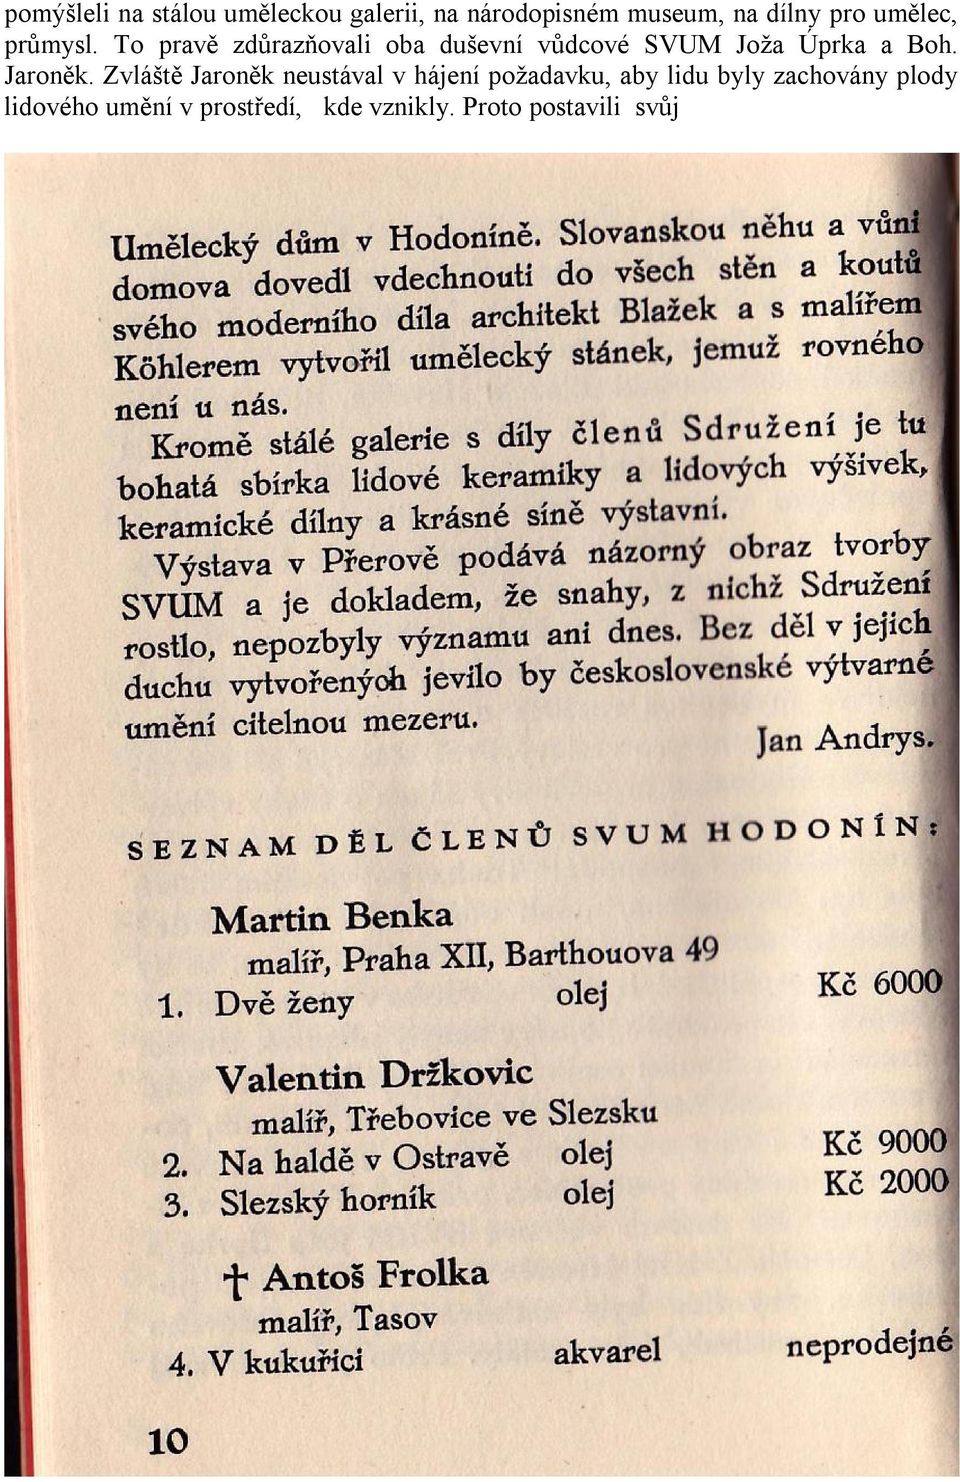 pomýšleli na stálou uměleckou galerii, na národopisném museum, na dílny pro umělec,
průmysl. To pravě zdůrazňovali oba duševní vůdcové SVUM Joža Úprka a Boh.
Jaroněk. Zvláště Jaroněk neustával v hájení požadavku, aby lidu byly zachovány plody
lidového umění v prostředí, kde vznikly. Proto postavili svůj
Umělecký dům v Hodoníně. Slovanskou něhu a vůni
domova dovedl vdechnouti do všech stěn a koutů
svého moderního díla architekt Blažek a s malířem
Köhlerem vytvořil umělecký stánek, jemuž rovného
není u nás.
Kromě stálé galerie s díly členů Sdružení je tu
bohatá sbírka lidové keramiky a lidových výšivek,
keramické dílny a krásné síně výstavní.
Výstava v Přerově podává názorný obraz tvorby
SVUM a je dokladem, že snahy, z nichž Sdružení
rostlo, nepozbyly významu ani dnes. Bez děl v jejich
duchu vytvořených jevilo by československé výtvarné
umění citelnou mezeru.
Jan Andrys.
SEZNAM DĚL ČLENŮ SVUM HODONÍN:
Martin Benka
malíř, Praha XII, Barthouova 49
1. Dvě ženy olej Kč 6000
Valentin Držkovic
malíř, Třebovice ve Slezsku
2. Na haldě v Ostravě olej Kč 9000
3. Slezský horník olej Kč 2000
† Antoš Frolka
malíř, Tasov
4. V kukuřici akvarel neprodejné
10